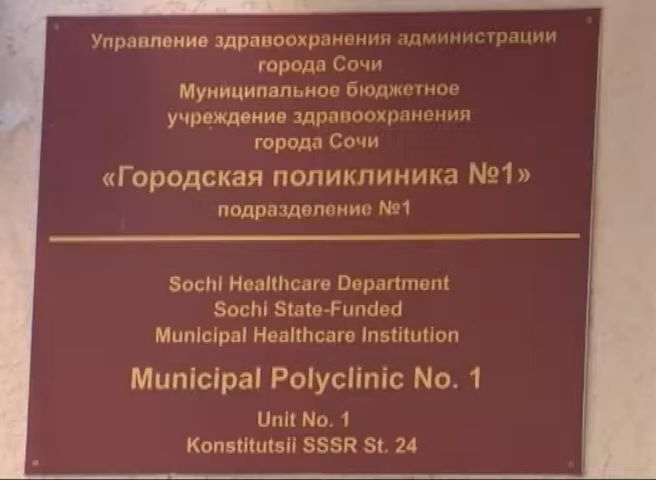 Управление здравоохранения администрации
города Сочи
Муниципальное бюджетное
учреждение здравоохранения
города Сочи
«Городская поликлиника №1»
подразделение №1
Sochi Healthcare Department
Sochi State-Funded
Municipal Healthcare Institution
Municipal Polyclinic No. 1
Unit No. 1
Konstitutsii SSSR St. 24